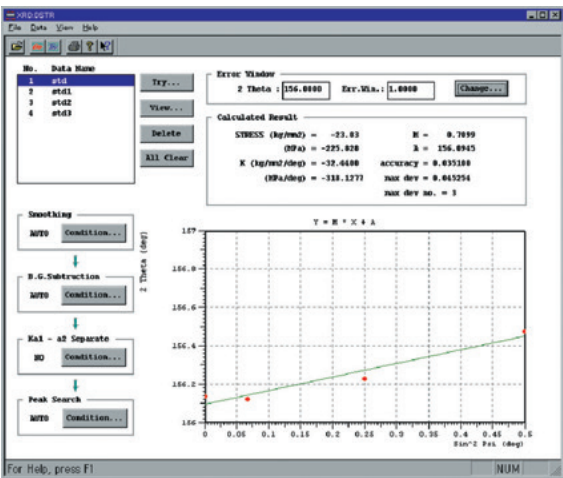 XRD:DSTR
File Data View Help
No. Data Name
1 std
2 std1
3 std2
4 std3
Try...
View...
Delete
All Clear
Error Window
2 Theta : 156.0000 Err.Win.: 1.0000 Change...
Calculated Result
STRESS (kg/mm2) = -23.03 M = 0.7099
(MPa) = -225.820 A = 156.0945
K (kg/mm2/deg) = -32.4400 accuracy = 0.035100
(MPa/deg) = -318.1277 max dev = 0.045254
max dev no. = 3
Smoothing
AUTO Condition...
B.G.Subtraction
AUTO Condition...
Ka1 - a2 Separate
NO Condition...
Peak Search
AUTO Condition...
Y = M * X + A
2 Theta (deg)
157
156.8
156.6
156.4
156.2
156
0 0.05 0.1 0.15 0.2 0.25 0.3 0.35 0.4 0.45 0.5
Sin^2 Psi (deg)
For Help, press F1
NUM